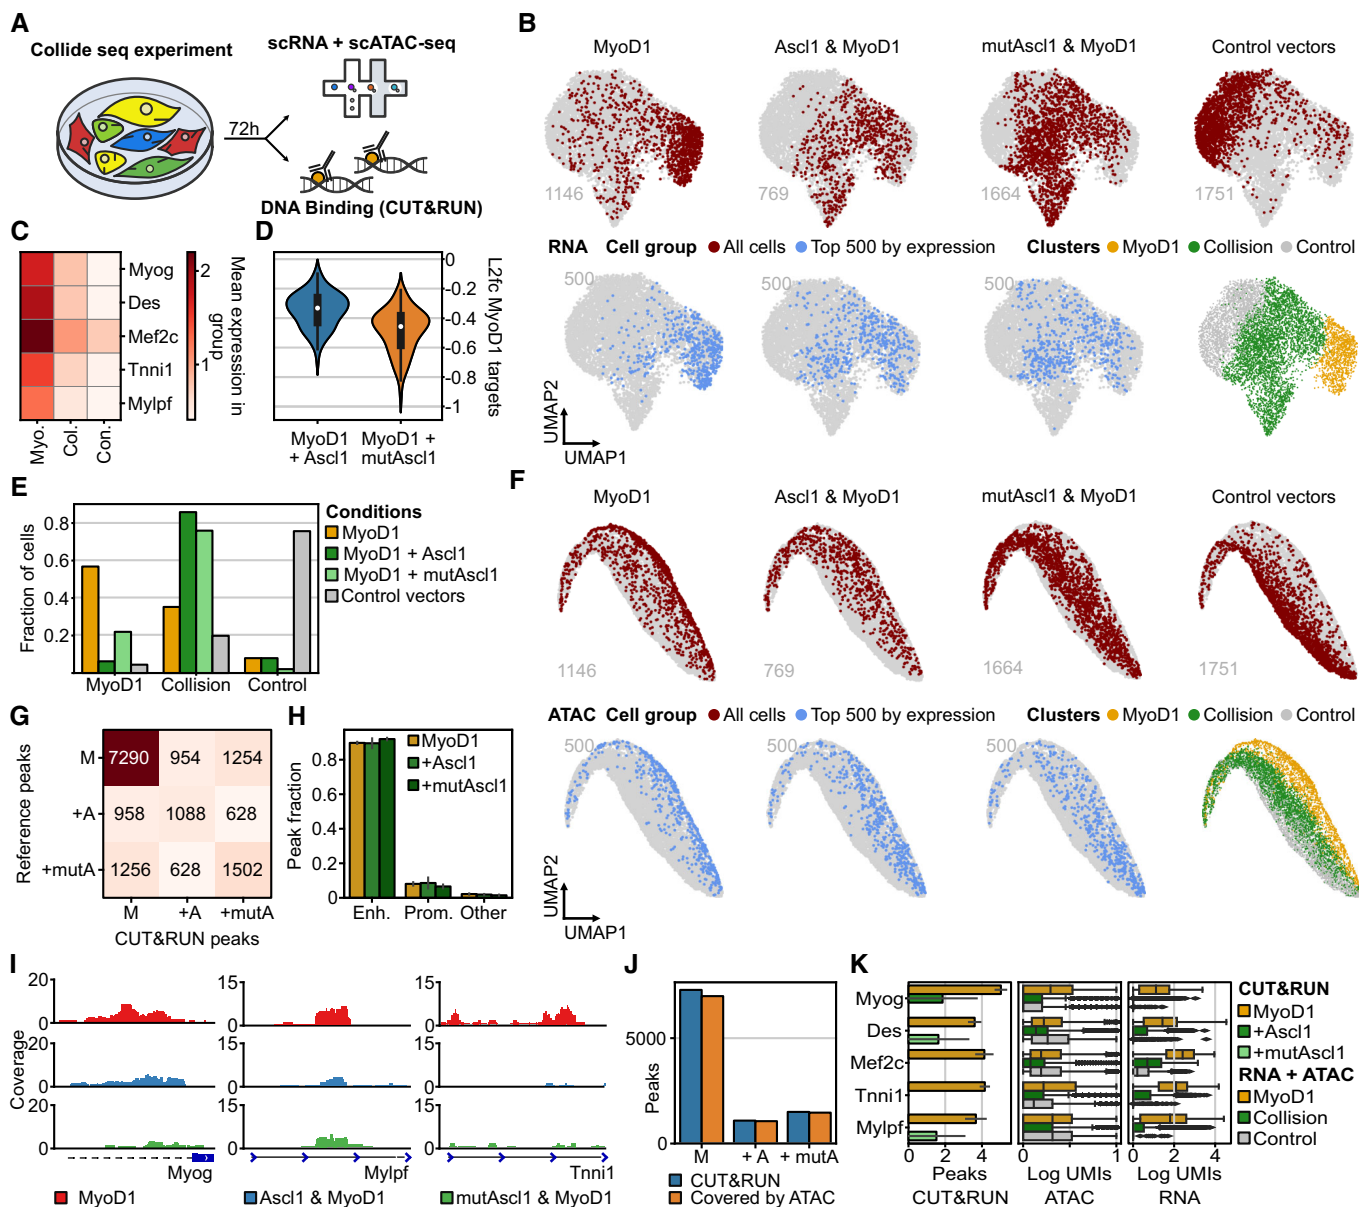 A
Collide seq experiment
scRNA + scATAC-seq
72h
DNA Binding (CUT&RUN)
B
MyoD1
Ascl1 & MyoD1
mutAscl1 & MyoD1
Control vectors
1146
769
1664
1751
RNA Cell group All cells Top 500 by expression Clusters MyoD1 Collision Control
500
500
500
UMAP2
UMAP1
C
Myog
Des
Mef2c
Tnni1
Mylpf
Myo.
Col.
Con.
2
1
Mean expression in group
D
0
-0.2
-0.4
-0.6
-0.8
-1
L2fc MyoD1 targets
MyoD1 + Ascl1
MyoD1 + mutAscl1
E
Fraction of cells
0.8
0.6
0.4
0.2
MyoD1
Collision
Control
Conditions
MyoD1
MyoD1 + Ascl1
MyoD1 + mutAscl1
Control vectors
F
MyoD1
Ascl1 & MyoD1
mutAscl1 & MyoD1
Control vectors
1146
769
1664
1751
ATAC Cell group All cells Top 500 by expression Clusters MyoD1 Collision Control
500
500
500
UMAP2
UMAP1
G
Reference peaks
M 7290 954 1254
+A 958 1088 628
+mutA 1256 628 1502
M +A +mutA
CUT&RUN peaks
H
Peak fraction
0.8
0.6
0.4
0.2
0
MyoD1
+Ascl1
+mutAscl1
Enh. Prom. Other
I
Coverage
20
0
15
0
15
0
20
0
15
0
15
0
20
0
15
0
15
0
Myog
Mylpf
Tnni1
MyoD1
Ascl1 & MyoD1
mutAscl1 & MyoD1
J
Peaks
5000
0
M + A + mutA
CUT&RUN
Covered by ATAC
K
Myog
Des
Mef2c
Tnni1
Mylpf
0 2 4
Peaks
CUT&RUN
0 1
Log UMIs
ATAC
0 2 4
Log UMIs
RNA
CUT&RUN
MyoD1
+Ascl1
+mutAscl1
RNA + ATAC
MyoD1
Collision
Control